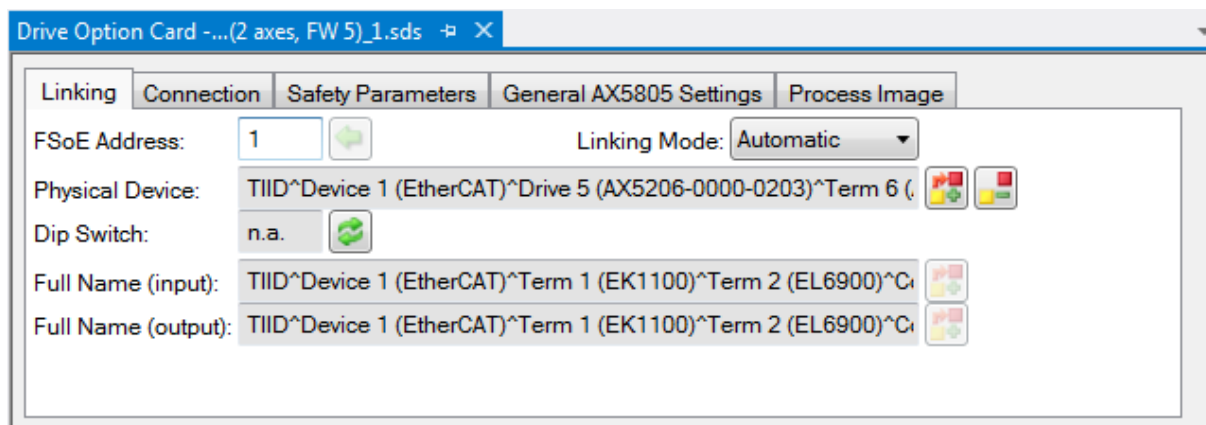 Drive Option Card -...(2 axes, FW 5)_1.sds
Linking Connection Safety Parameters General AX5805 Settings Process Image
FSoE Address: 1 Linking Mode: Automatic
Physical Device: TIID^Device 1 (EtherCAT)^Drive 5 (AX5206-0000-0203)^Term 6 (
Dip Switch: n.a.
Full Name (input): TIID^Device 1 (EtherCAT)^Term 1 (EK1100)^Term 2 (EL6900)^C
Full Name (output): TIID^Device 1 (EtherCAT)^Term 1 (EK1100)^Term 2 (EL6900)^C